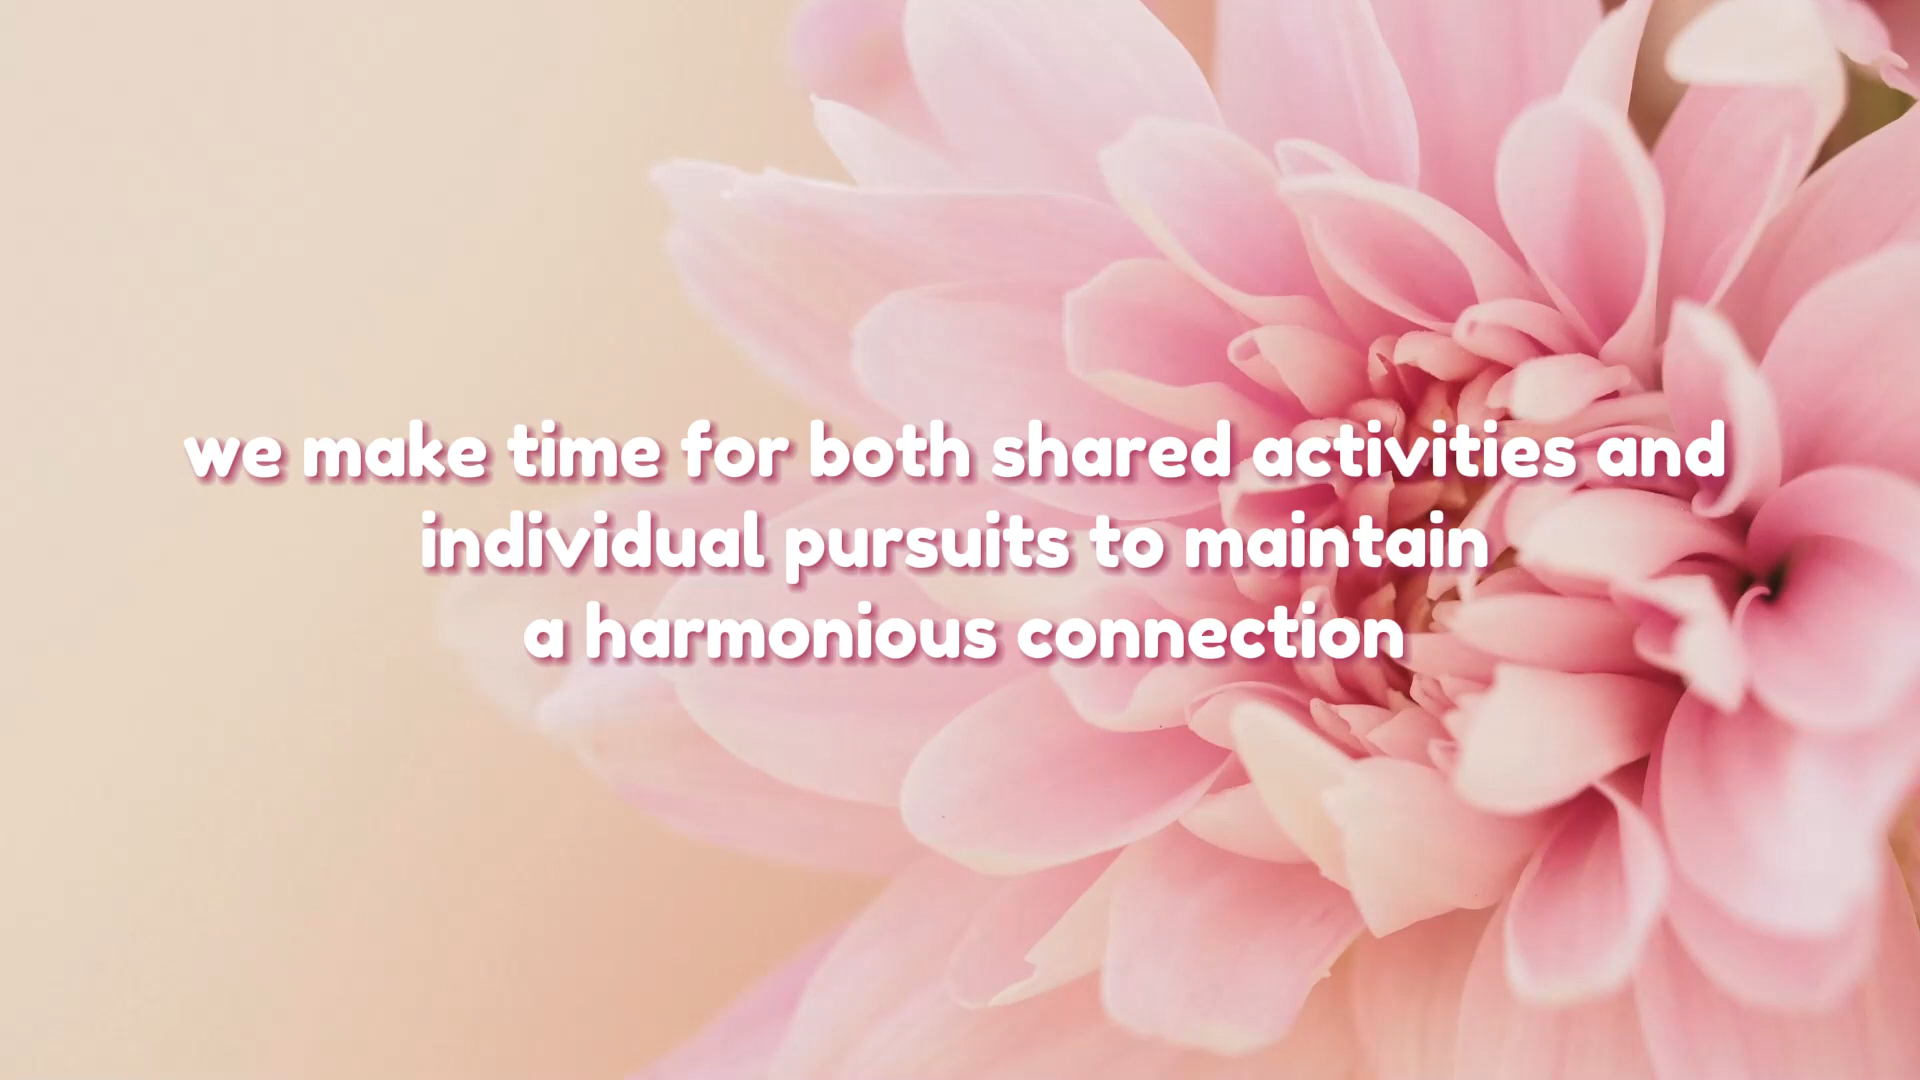 we make time for both shared activities and
individual pursuits to maintain
a harmonious connection